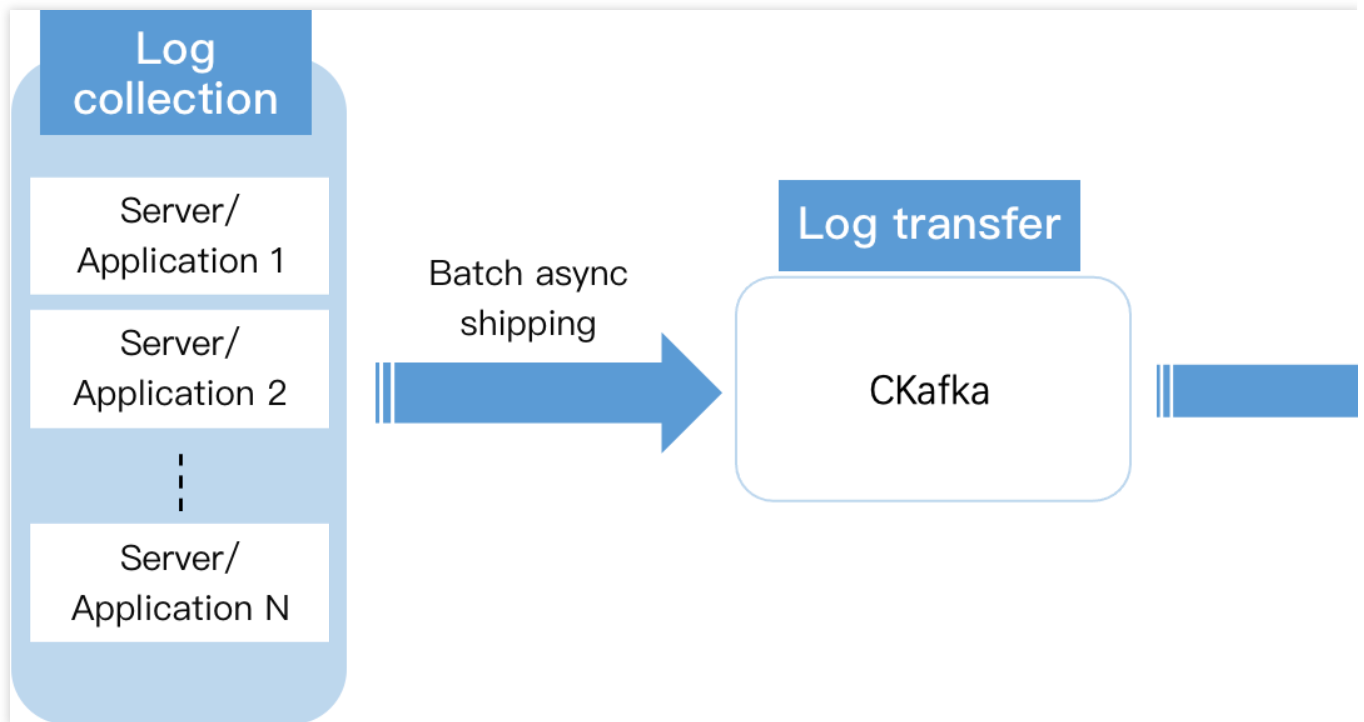 Log
collection
Server/
Application 1
Server/
Application 2
Server/
Application N
Batch async
shipping
Log transfer
CKafka